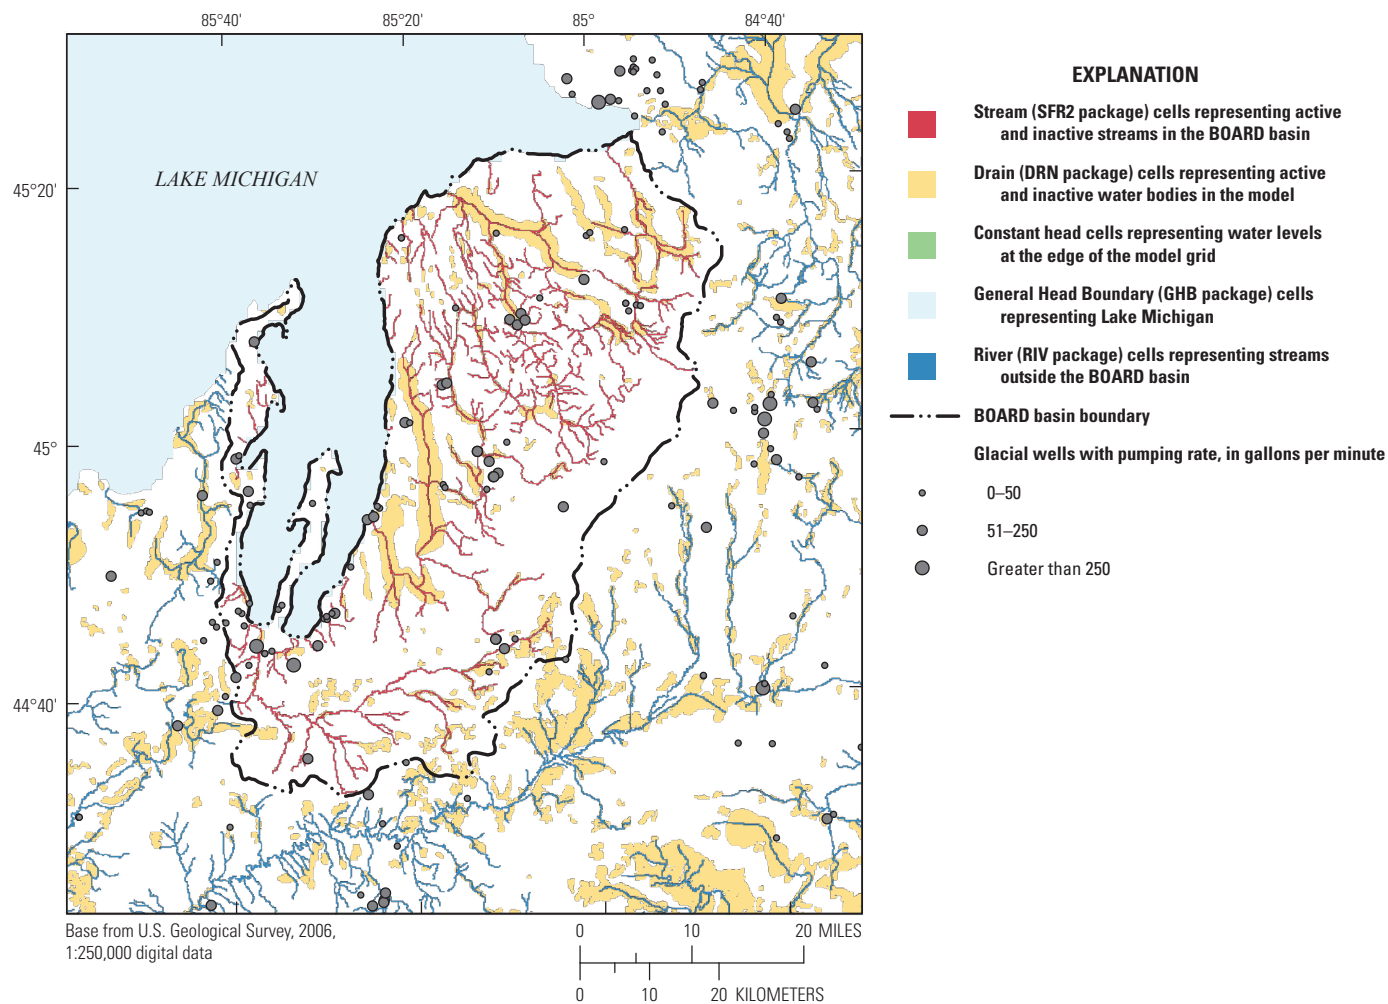 85°40'
85°20'
85°
84°40'
45°20'
45°
44°40'
LAKE MICHIGAN
EXPLANATION
Stream (SFR2 package) cells representing active
and inactive streams in the BOARD basin
Drain (DRN package) cells representing active
and inactive water bodies in the model
Constant head cells representing water levels
at the edge of the model grid
General Head Boundary (GHB package) cells
representing Lake Michigan
River (RIV package) cells representing streams
outside the BOARD basin
BOARD basin boundary
Glacial wells with pumping rate, in gallons per minute
0–50
51–250
Greater than 250
Base from U.S. Geological Survey, 2006,
1:250,000 digital data
0 10 20 MILES
0 10 20 KILOMETERS